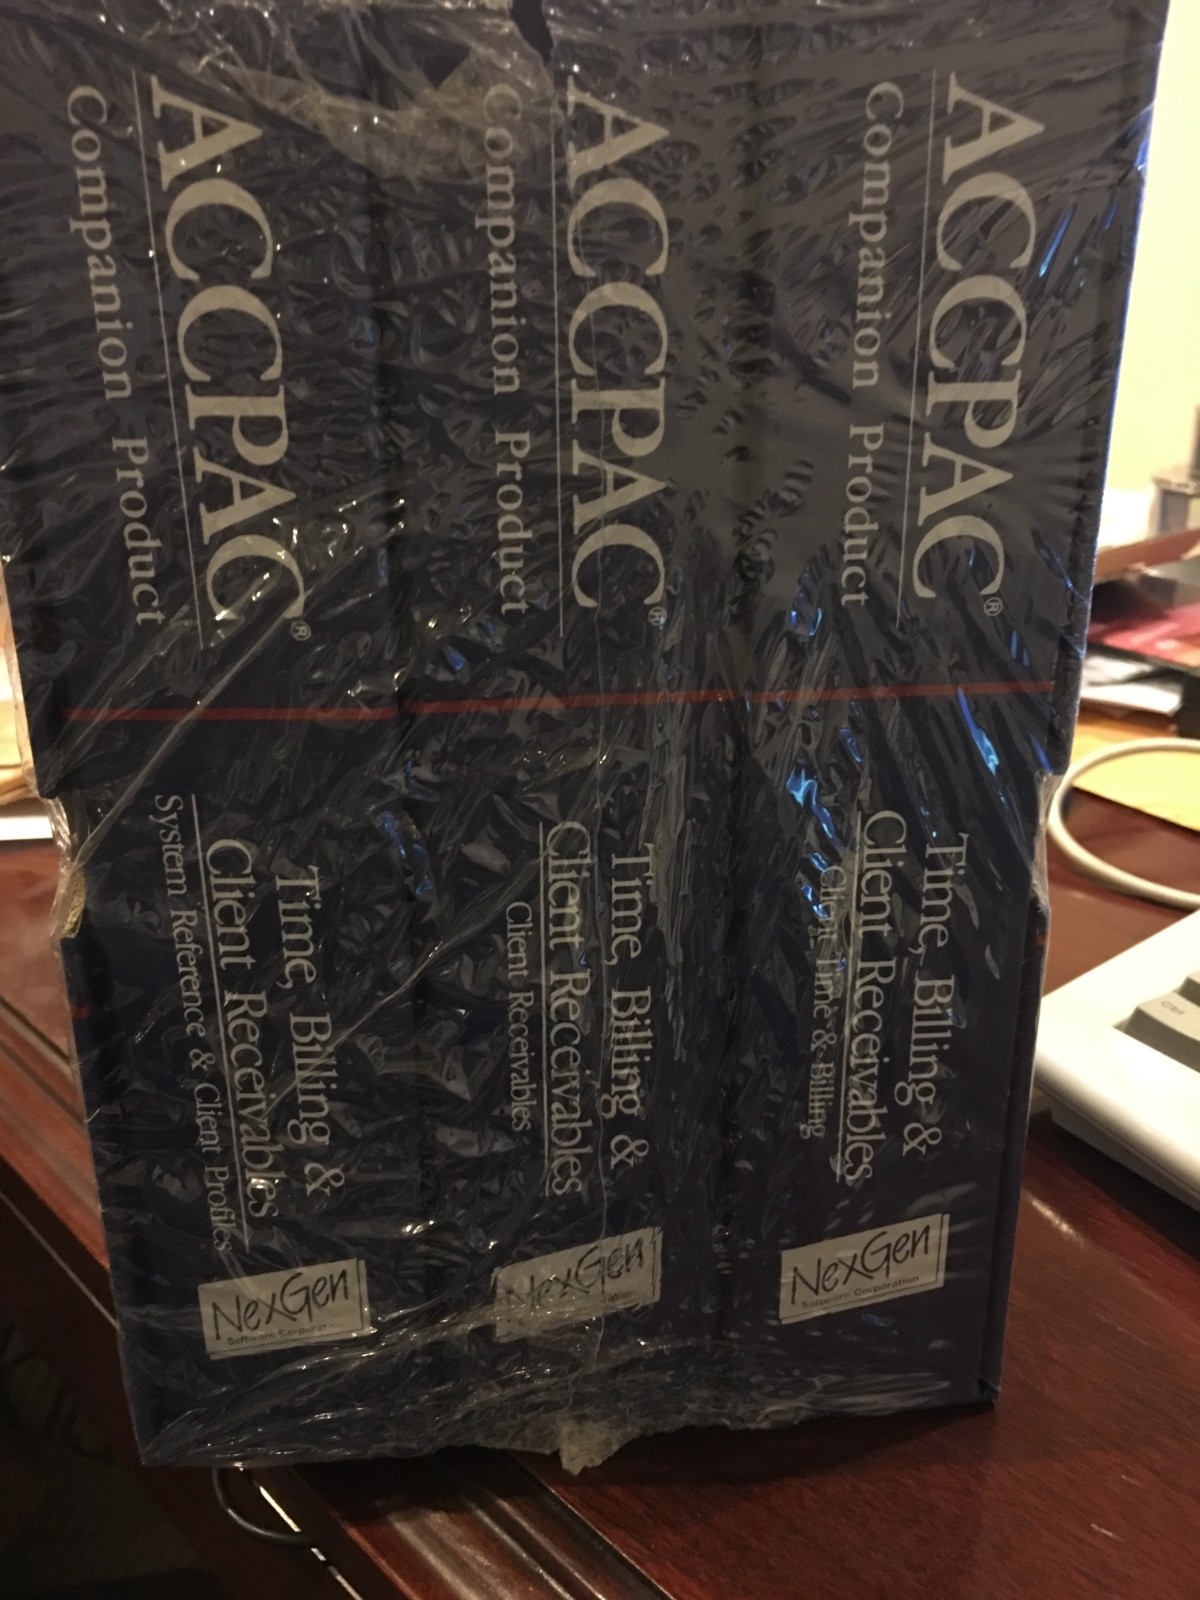 ACCPAC®
Companion Product
Time, Billing &
Client Receivables
System Reference & Client Profiles
NexGen
Software Corporation
ACCPAC®
Companion Product
Time, Billing &
Client Receivables
Client Receivables
NexGen
ACCPAC®
Companion Product
Time, Billing &
Client Receivables
Client Time & Billing
NexGen
Software Corporation
Ctrl